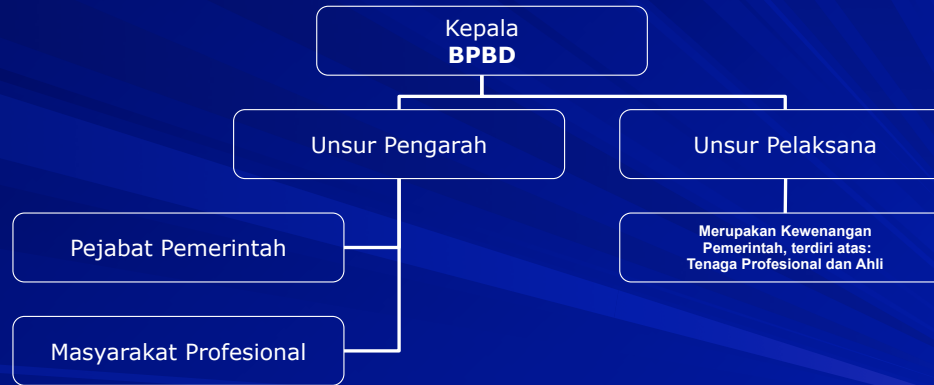 Kepala
BPBD
Unsur Pengarah
Unsur Pelaksana
Pejabat Pemerintah
Merupakan Kewenangan
Pemerintah, terdiri atas:
Tenaga Profesional dan Ahli
Masyarakat Profesional